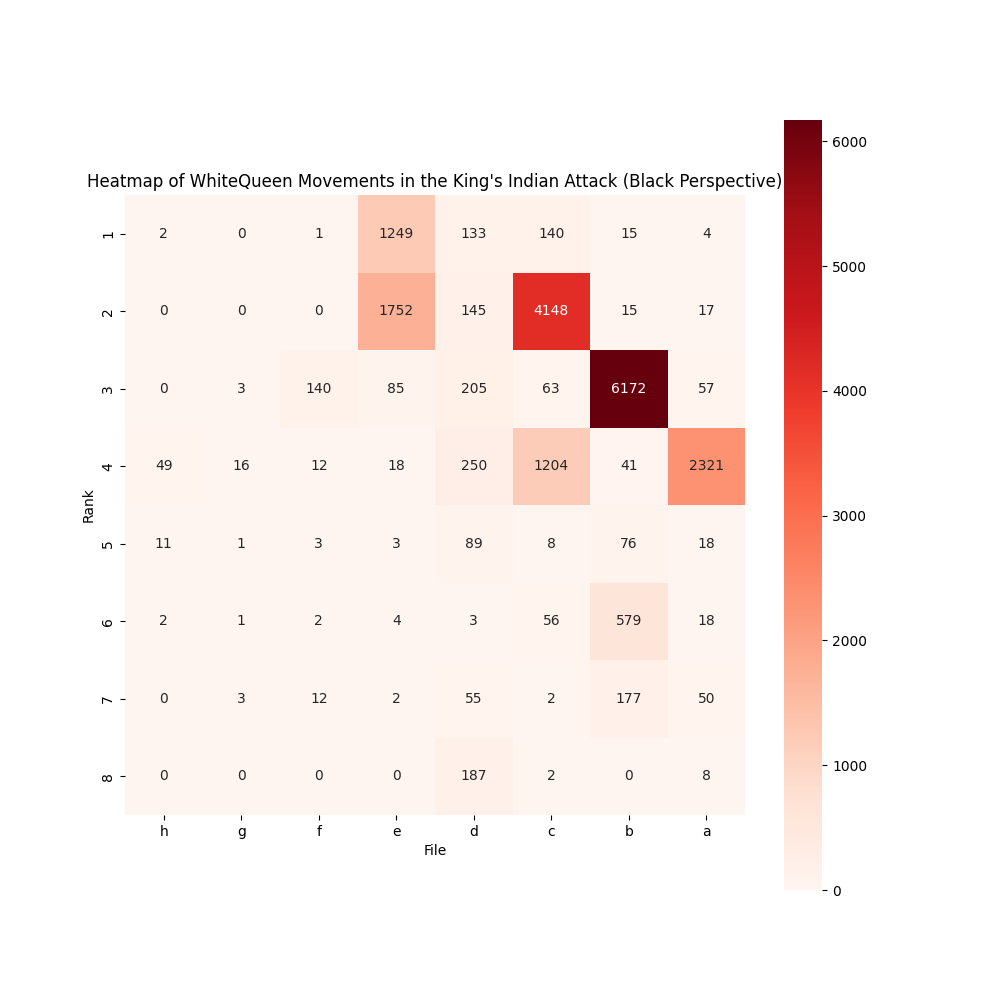 Heatmap of WhiteQueen Movements in the King's Indian Attack (Black Perspective)
1 2 0 1 1249 133 140 15 4
2 0 0 0 1752 145 4148 15 17
3 0 3 140 85 205 63 6172 57
4 49 16 12 18 250 1204 41 2321
Rank
5 11 1 3 3 89 8 76 18
6 2 1 2 4 3 56 579 18
7 0 3 12 2 55 2 177 50
8 0 0 0 0 187 2 0 8
h g f e d c b a
File
6000
5000
4000
3000
2000
1000
0